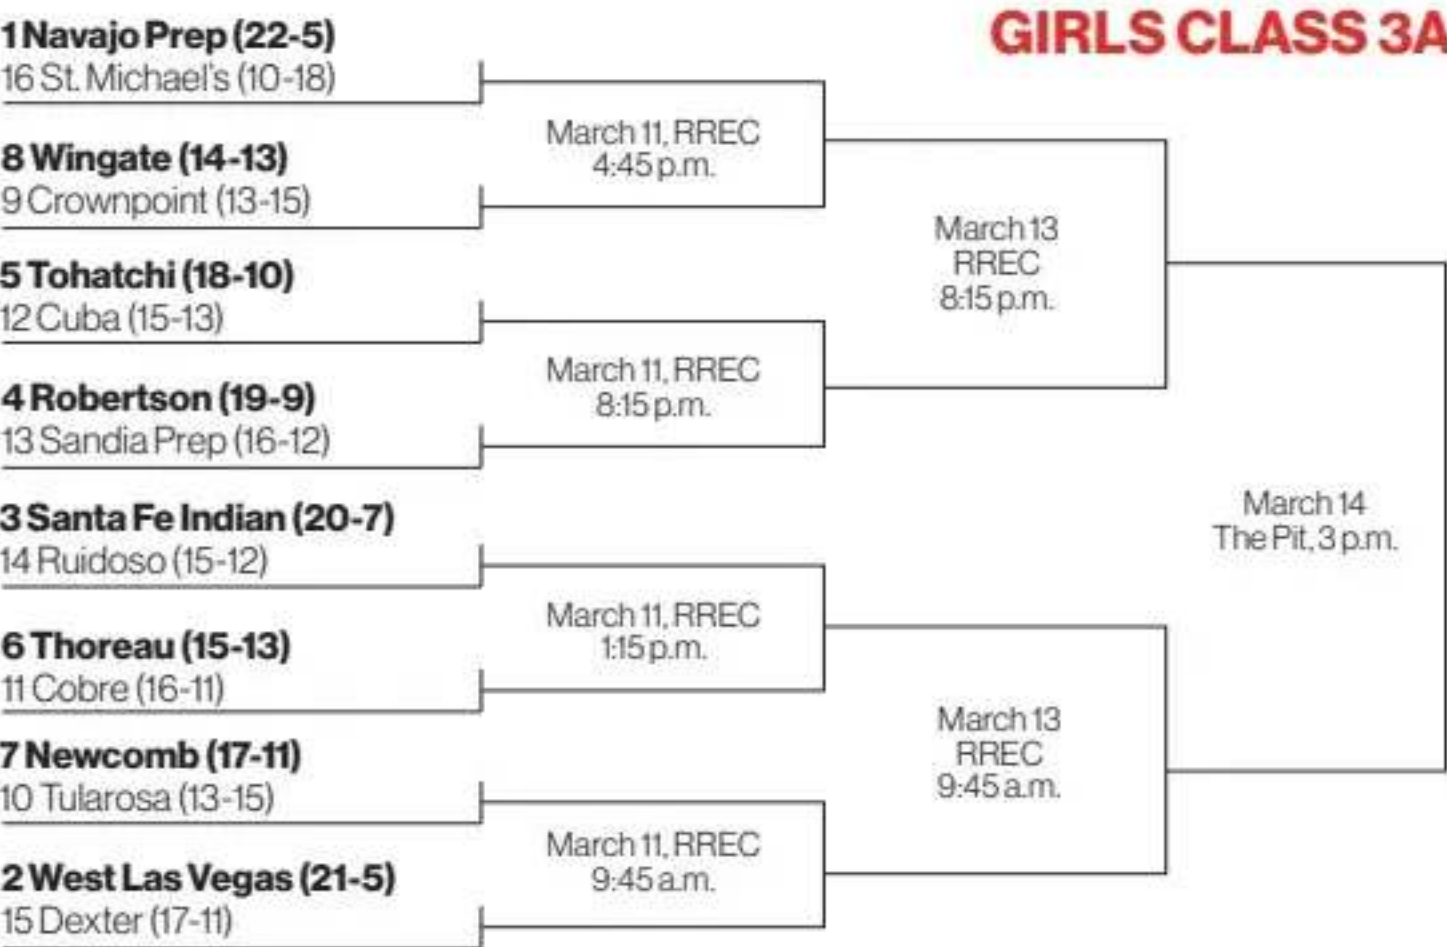 GIRLS CLASS 3A
1 Navajo Prep (22-5)
16 St. Michael's (10-18)
8 Wingate (14-13)
9 Crownpoint (13-15)
5 Tohatchi (18-10)
12 Cuba (15-13)
4 Robertson (19-9)
13 Sandia Prep (16-12)
3 Santa Fe Indian (20-7)
14 Ruidoso (15-12)
6 Thoreau (15-13)
11 Cobre (16-11)
7 Newcomb (17-11)
10 Tularosa (13-15)
2 West Las Vegas (21-5)
15 Dexter (17-11)
March 11, RREC
4:45 p.m.
March 11, RREC
8:15 p.m.
March 11, RREC
1:15 p.m.
March 11, RREC
9:45 a.m.
March 13
RREC
8:15 p.m.
March 13
RREC
9:45 a.m.
March 14
The Pit, 3 p.m.